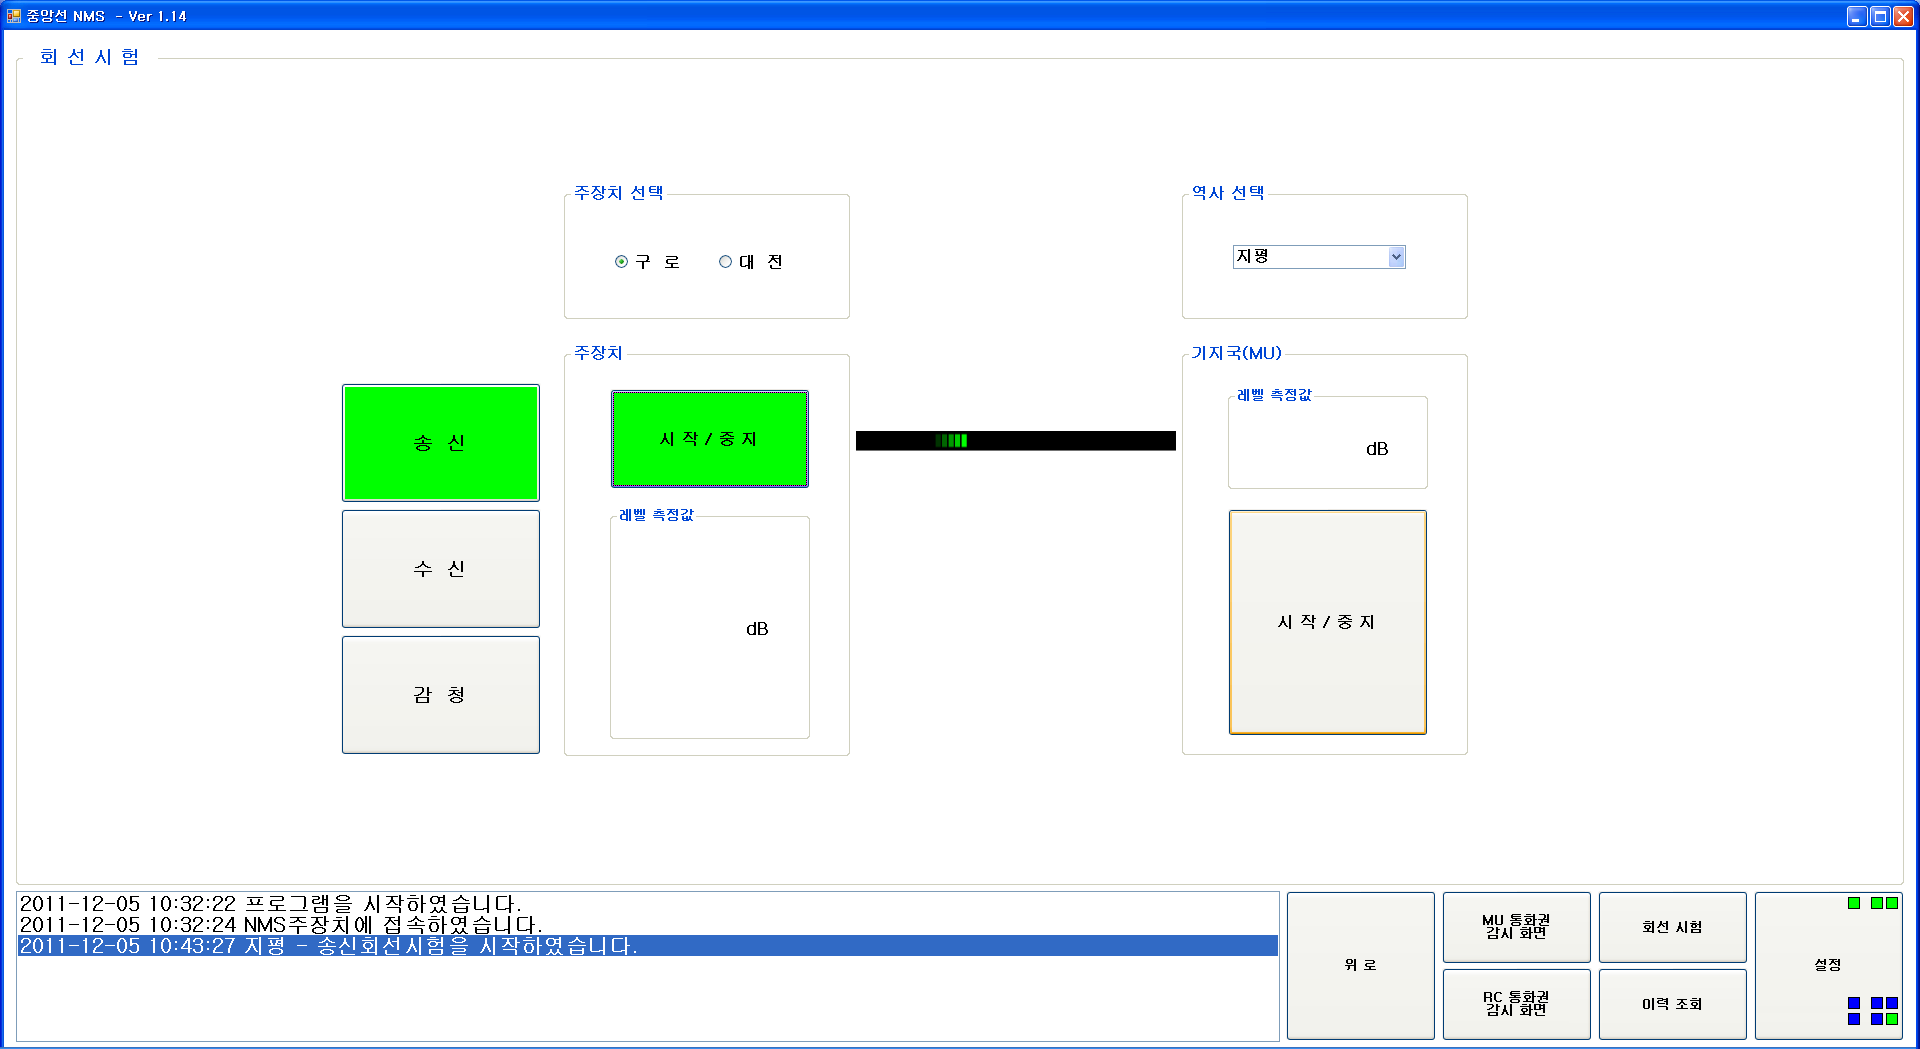 중앙선 NMS - Ver 1.14
회 선 시 험
주장치 선택
구 로
대 전
역사 선택
지평
주장치
시 작 / 중 지
레벨 측정값
dB
기지국(MU)
레벨 측정값
dB
시 작 / 중 지
송 신
수 신
감 청
2011-12-05 10:32:22 프로그램을 시작하였습니다.
2011-12-05 10:32:24 NMS주장치에 접속하였습니다.
2011-12-05 10:43:27 지평 - 송신회선시험을 시작하였습니다.
위 로
MU 통화권
감시 화면
RC 통화권
감시 화면
회선 시험
이력 조회
설정